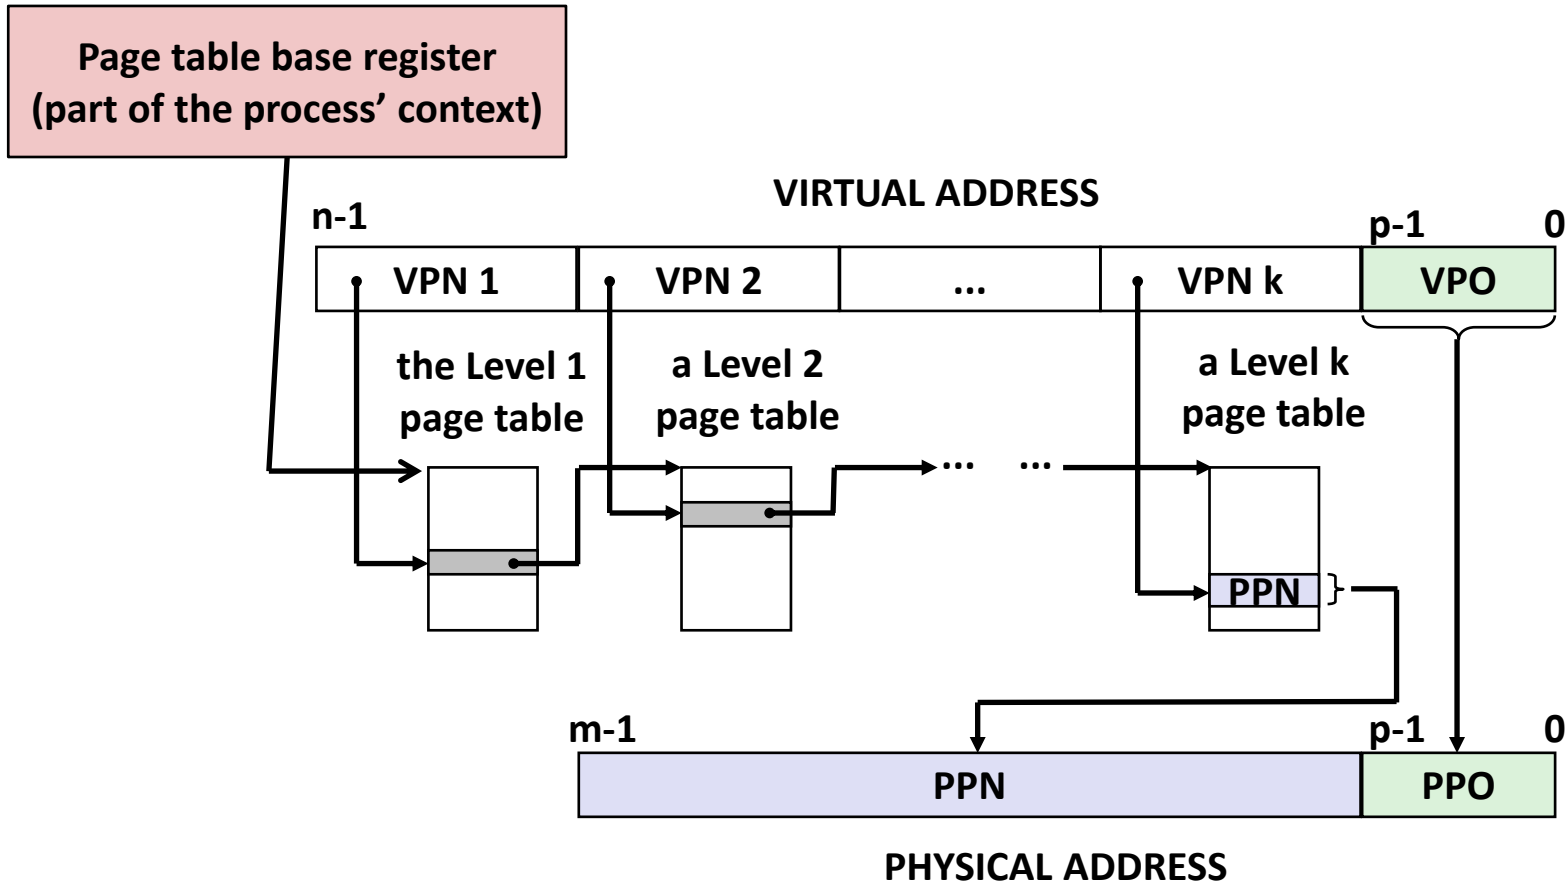 Page table base register
(part of the process’ context)
VIRTUAL ADDRESS
n-1
p-1
0
VPN 1
VPN 2
...
VPN k
VPO
the Level 1
page table
a Level 2
page table
a Level k
page table
...
...
PPN
m-1
p-1
0
PPN
PPO
PHYSICAL ADDRESS